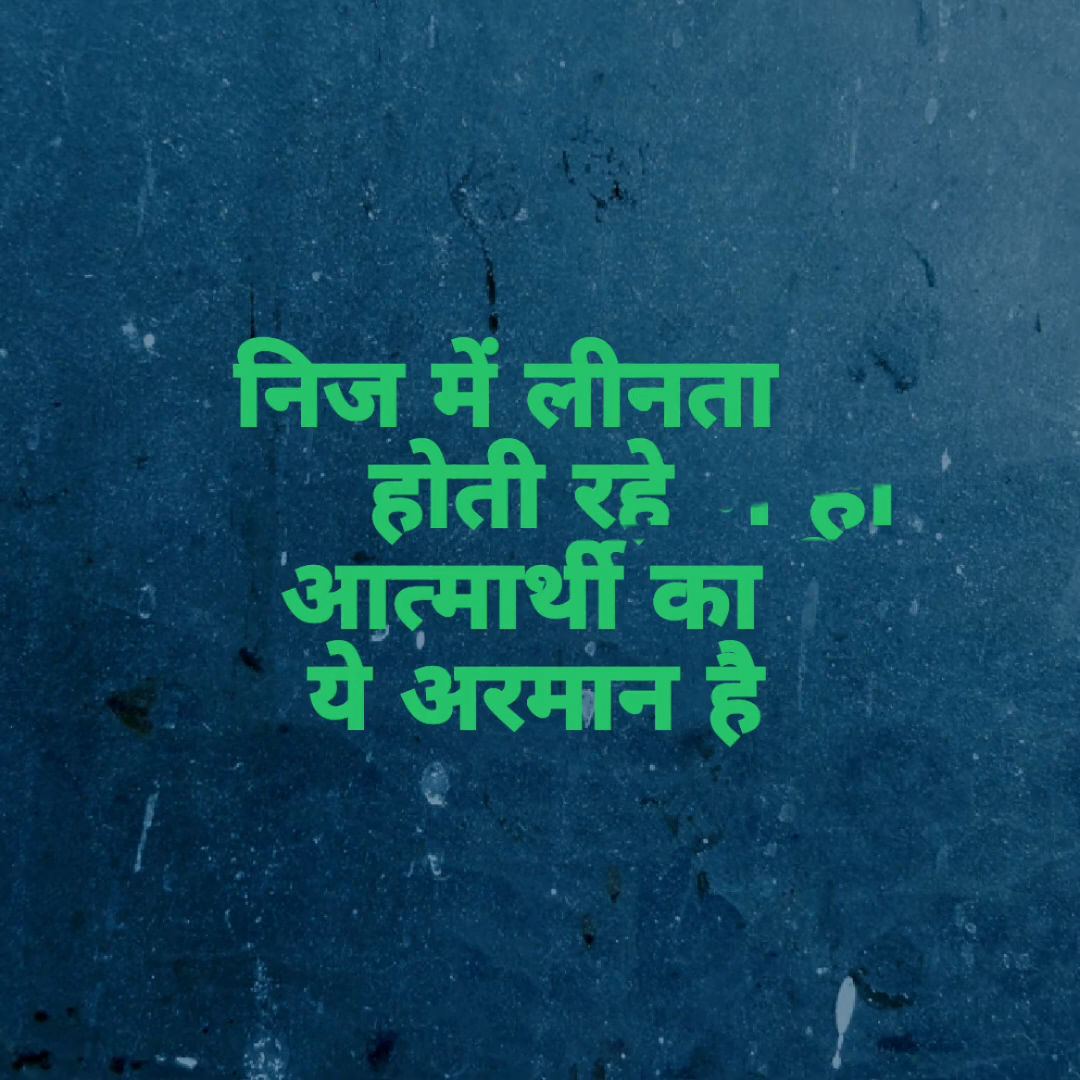 निज में लीनता
होती रहे
आत्मार्थी का
ये अरमान है